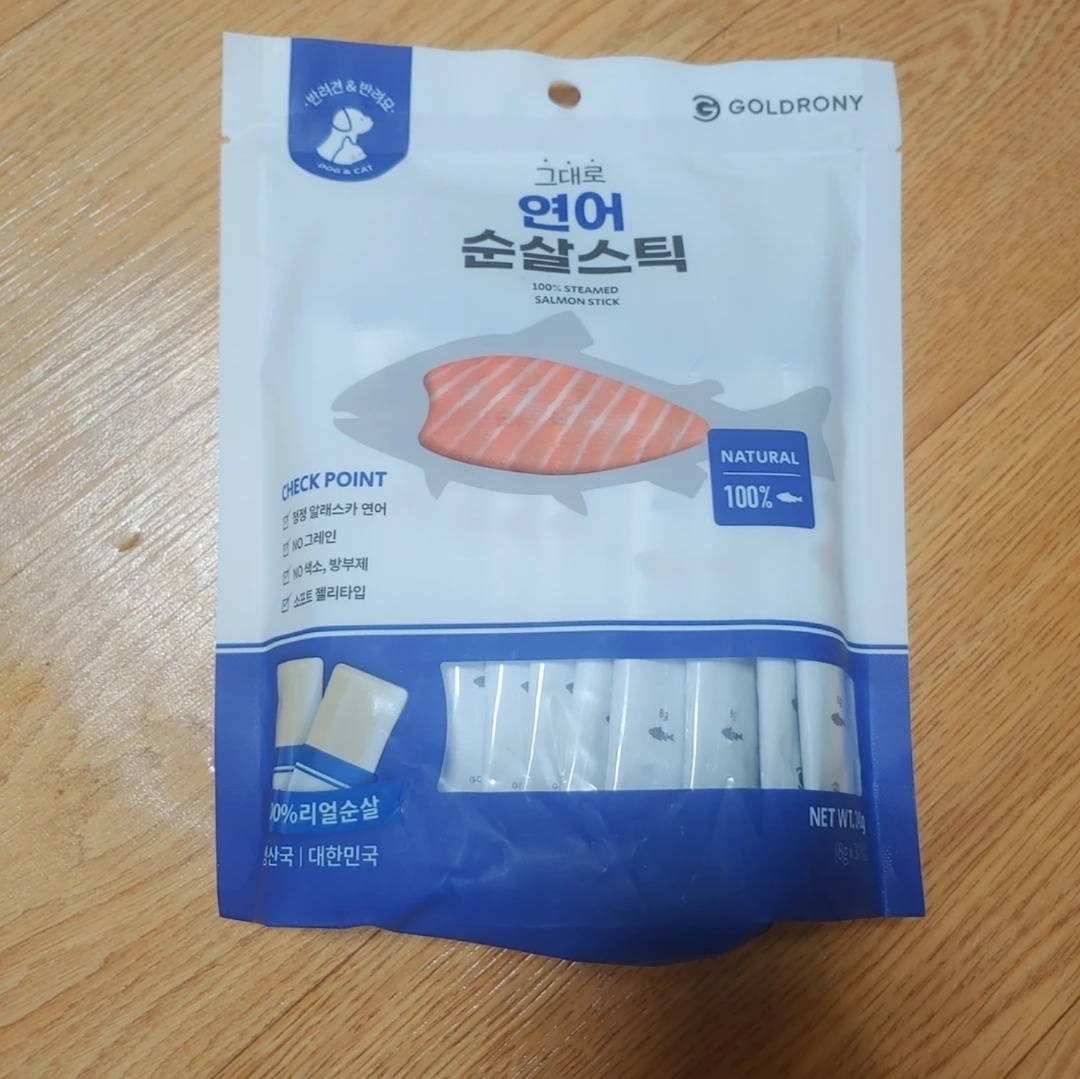 반려견 & 반려묘
DOG & CAT
GOLDRONY
그대로
연어
순살스틱
100% STEAMED
SALMON STICK
NATURAL
100%
CHECK POINT
청정 알래스카 연어
NO 그레인
NO 색소, 방부제
소프트 젤리타입
8g
8g
8g
리얼순살
NET WT.
대한민국